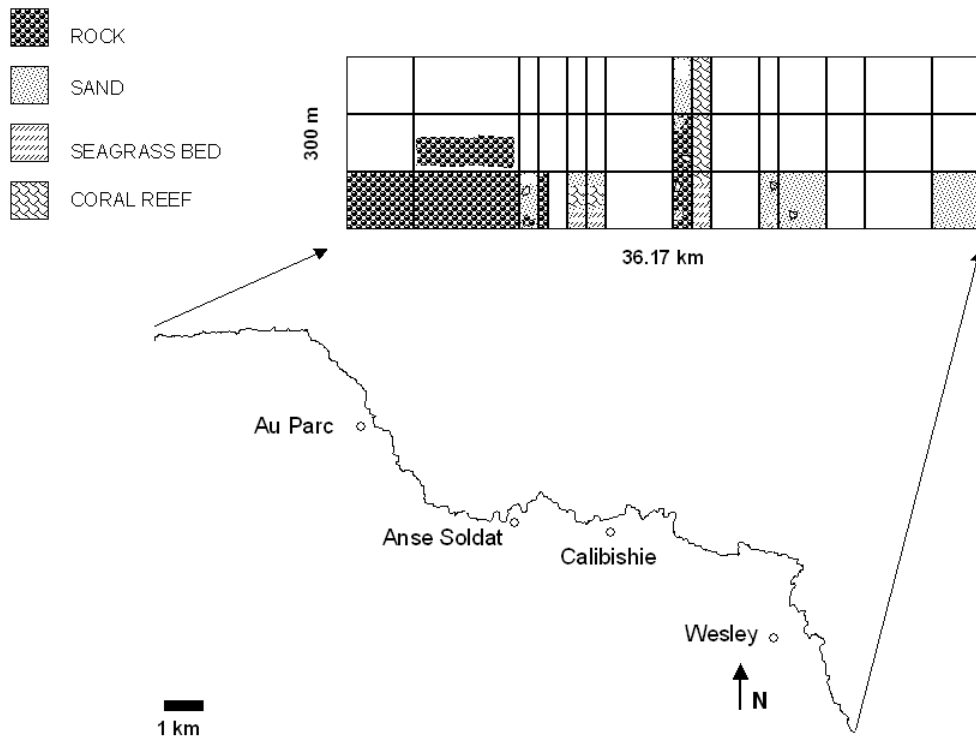 ROCK
SAND
SEAGRASS BED
CORAL REEF
300 m
36.17 km
Au Parc
Anse Soldat
Calibishie
Wesley
N
1 km